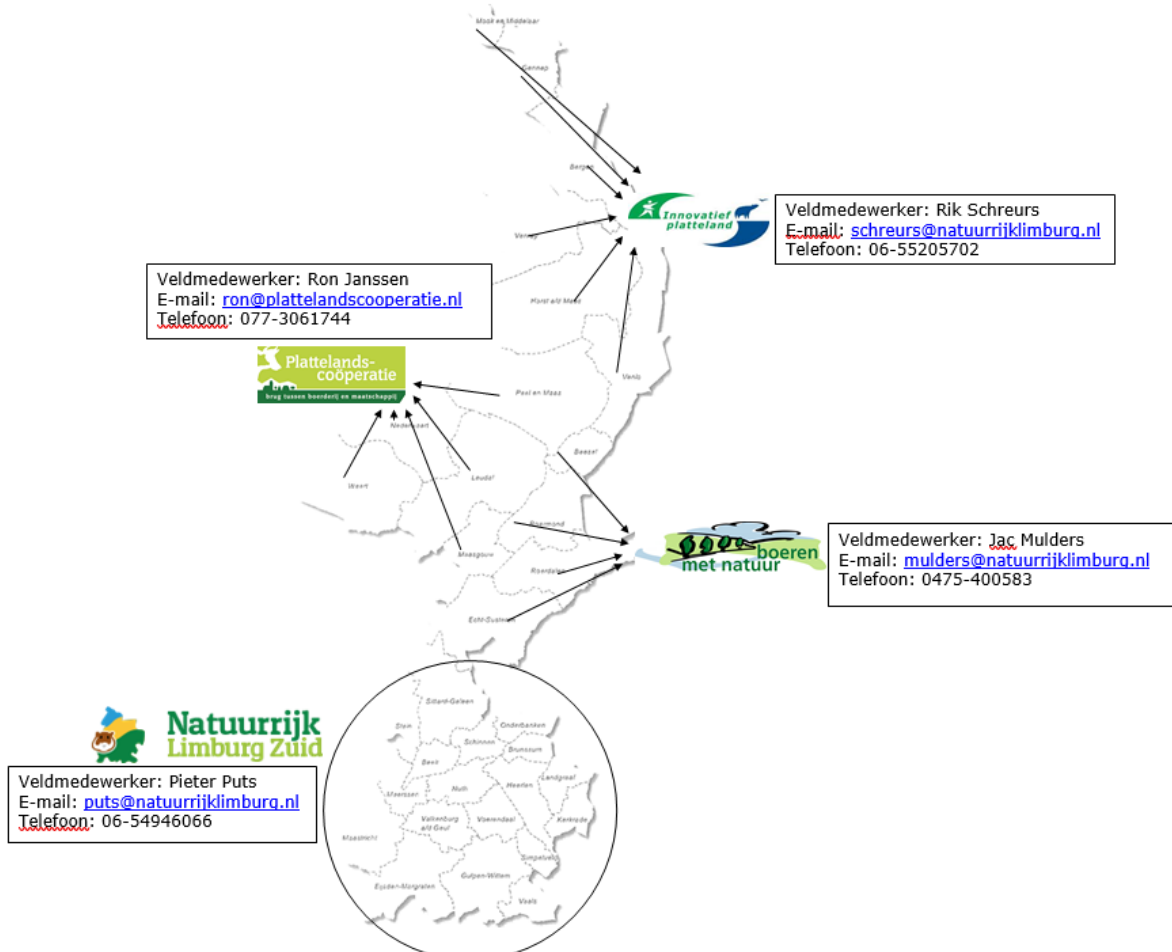 Mook en Middelaar
Gennep
Bergen
Innovatief
platteland
Veldmedewerker: Rik Schreurs
E-mail: schreurs@natuurrijklimburg.nl
Telefoon: 06-55205702
Venray
Veldmedewerker: Ron Janssen
E-mail: ron@plattelandscooperatie.nl
Telefoon: 077-3061744
Horst a/d Maas
Plattelands-
coöperatie
brug tussen boerderij en maatschappij
Venlo
Peel en Maas
Nederweert
Beesel
Weert
Leudal
Roermond
boeren
met natuur
Veldmedewerker: Jac Mulders
E-mail: mulders@natuurrijklimburg.nl
Telefoon: 0475-400583
Maasgouw
Roerdalen
Echt-Susteren
Natuurrijk
Limburg Zuid
Veldmedewerker: Pieter Puts
E-mail: puts@natuurrijklimburg.nl
Telefoon: 06-54946066
Sittard-Geleen
Stein
Onderbanken
Schinnen
Brunssum
Beek
Nuth
Heerlen
Landgraaf
Meerssen
Valkenburg
a/d Geul
Voerendaal
Kerkrade
Maastricht
Simpelveld
Gulpen-Wittem
Eijsden-Margraten
Vaals